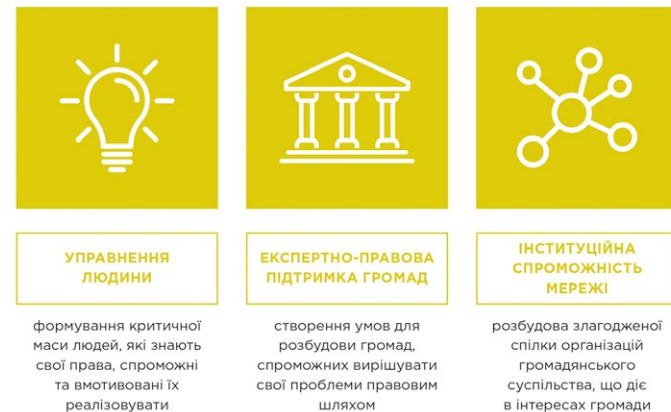 УПРАВНЕННЯ
ЛЮДИНИ
формування критичної
маси людей, які знають
свої права, спроможні
та вмотивовані їх
реалізовувати
ЕКСПЕРТНО-ПРАВОВА
ПІДТРИМКА ГРОМАД
створення умов для
розбудови громад,
спроможних вирішувати
свої проблеми правовим
шляхом
ІНСТИТУЦІЙНА
СПРОМОЖНІСТЬ
МЕРЕЖІ
розбудова злагодженої
спілки організацій
громадянського
суспільства, що діє
в інтересах громади